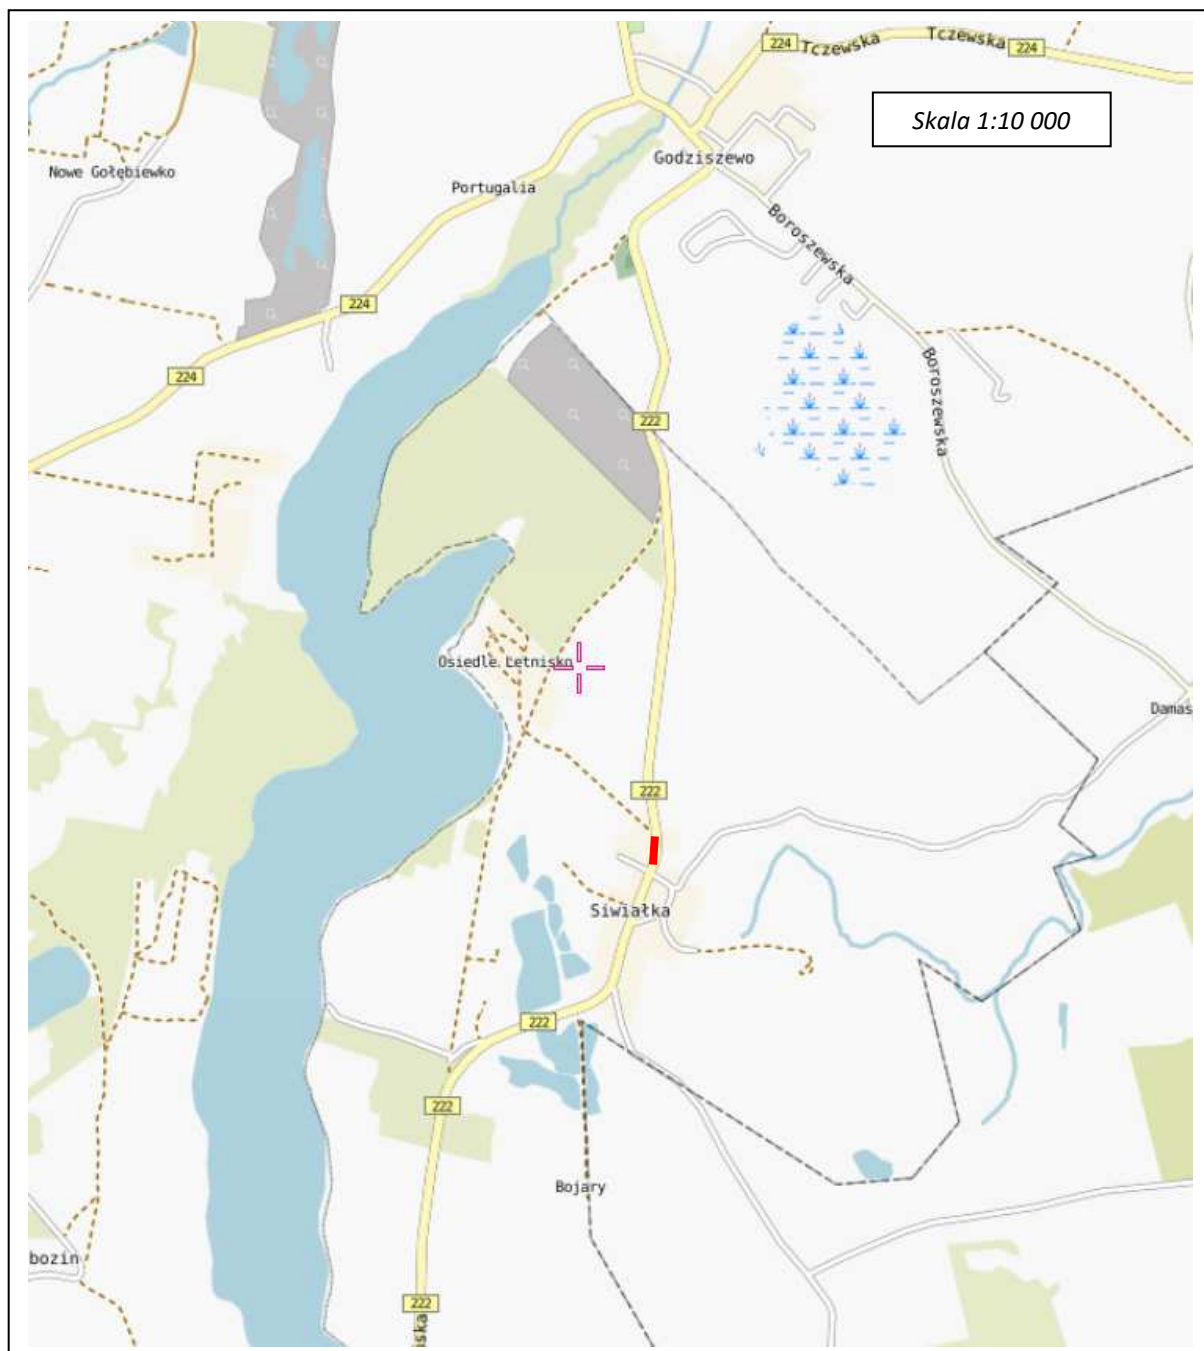 224
Tczewska
Tczewska
224
Skala 1:10 000
Godziszewo
Nowe Gołębiewko
Portugalia
Boroszewska
224
224
Boroszewska
222
Osiedle Letnisko
Damas
222
Siwiałka
222
222
Bojary
bozin
222
ska